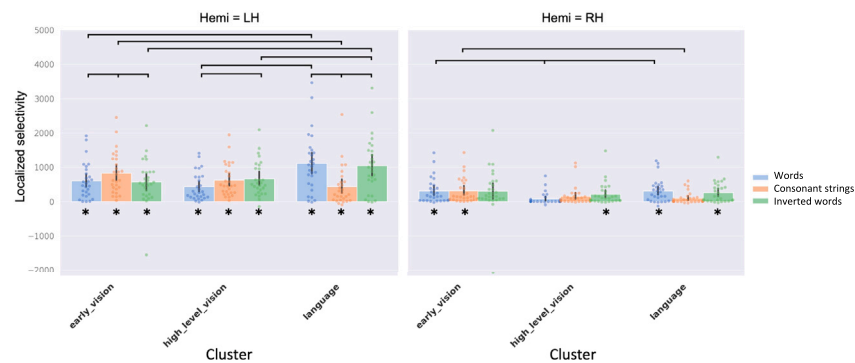 Hemi = LH
Hemi = RH
Localized selectivity
5000
4000
3000
2000
1000
0
−1000
−2000
* * * * * * * * *
* * * * *
early_vision
high_level_vision
language
early_vision
high_level_vision
language
Cluster
Cluster
Words
Consonant strings
Inverted words